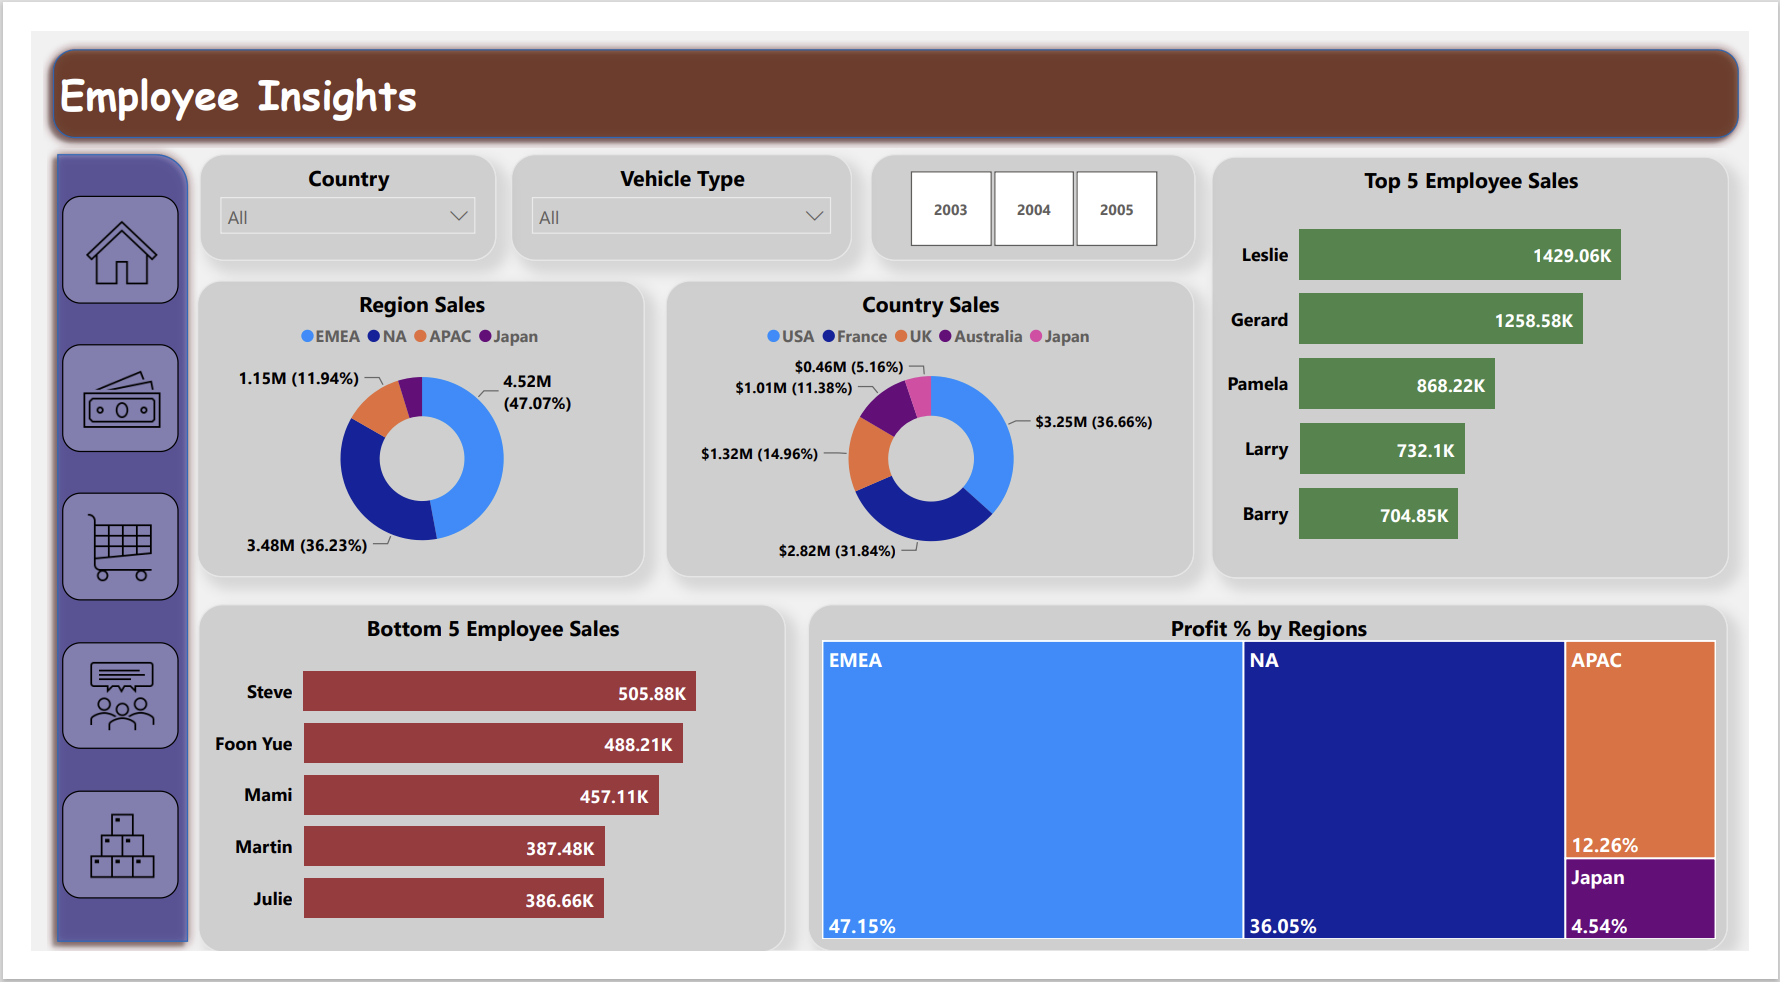 Employee Insights
Country
All
Vehicle Type
All
2003 2004 2005
Top 5 Employee Sales
Leslie 1429.06K
Gerard 1258.58K
Pamela 868.22K
Larry 732.1K
Barry 704.85K
Region Sales
EMEA NA APAC Japan
1.15M (11.94%)
4.52M
(47.07%)
3.48M (36.23%)
Country Sales
USA France UK Australia Japan
$0.46M (5.16%)
$1.01M (11.38%)
$3.25M (36.66%)
$1.32M (14.96%)
$2.82M (31.84%)
Bottom 5 Employee Sales
Steve 505.88K
Foon Yue 488.21K
Mami 457.11K
Martin 387.48K
Julie 386.66K
Profit % by Regions
EMEA
47.15%
NA
36.05%
APAC
12.26%
Japan
4.54%